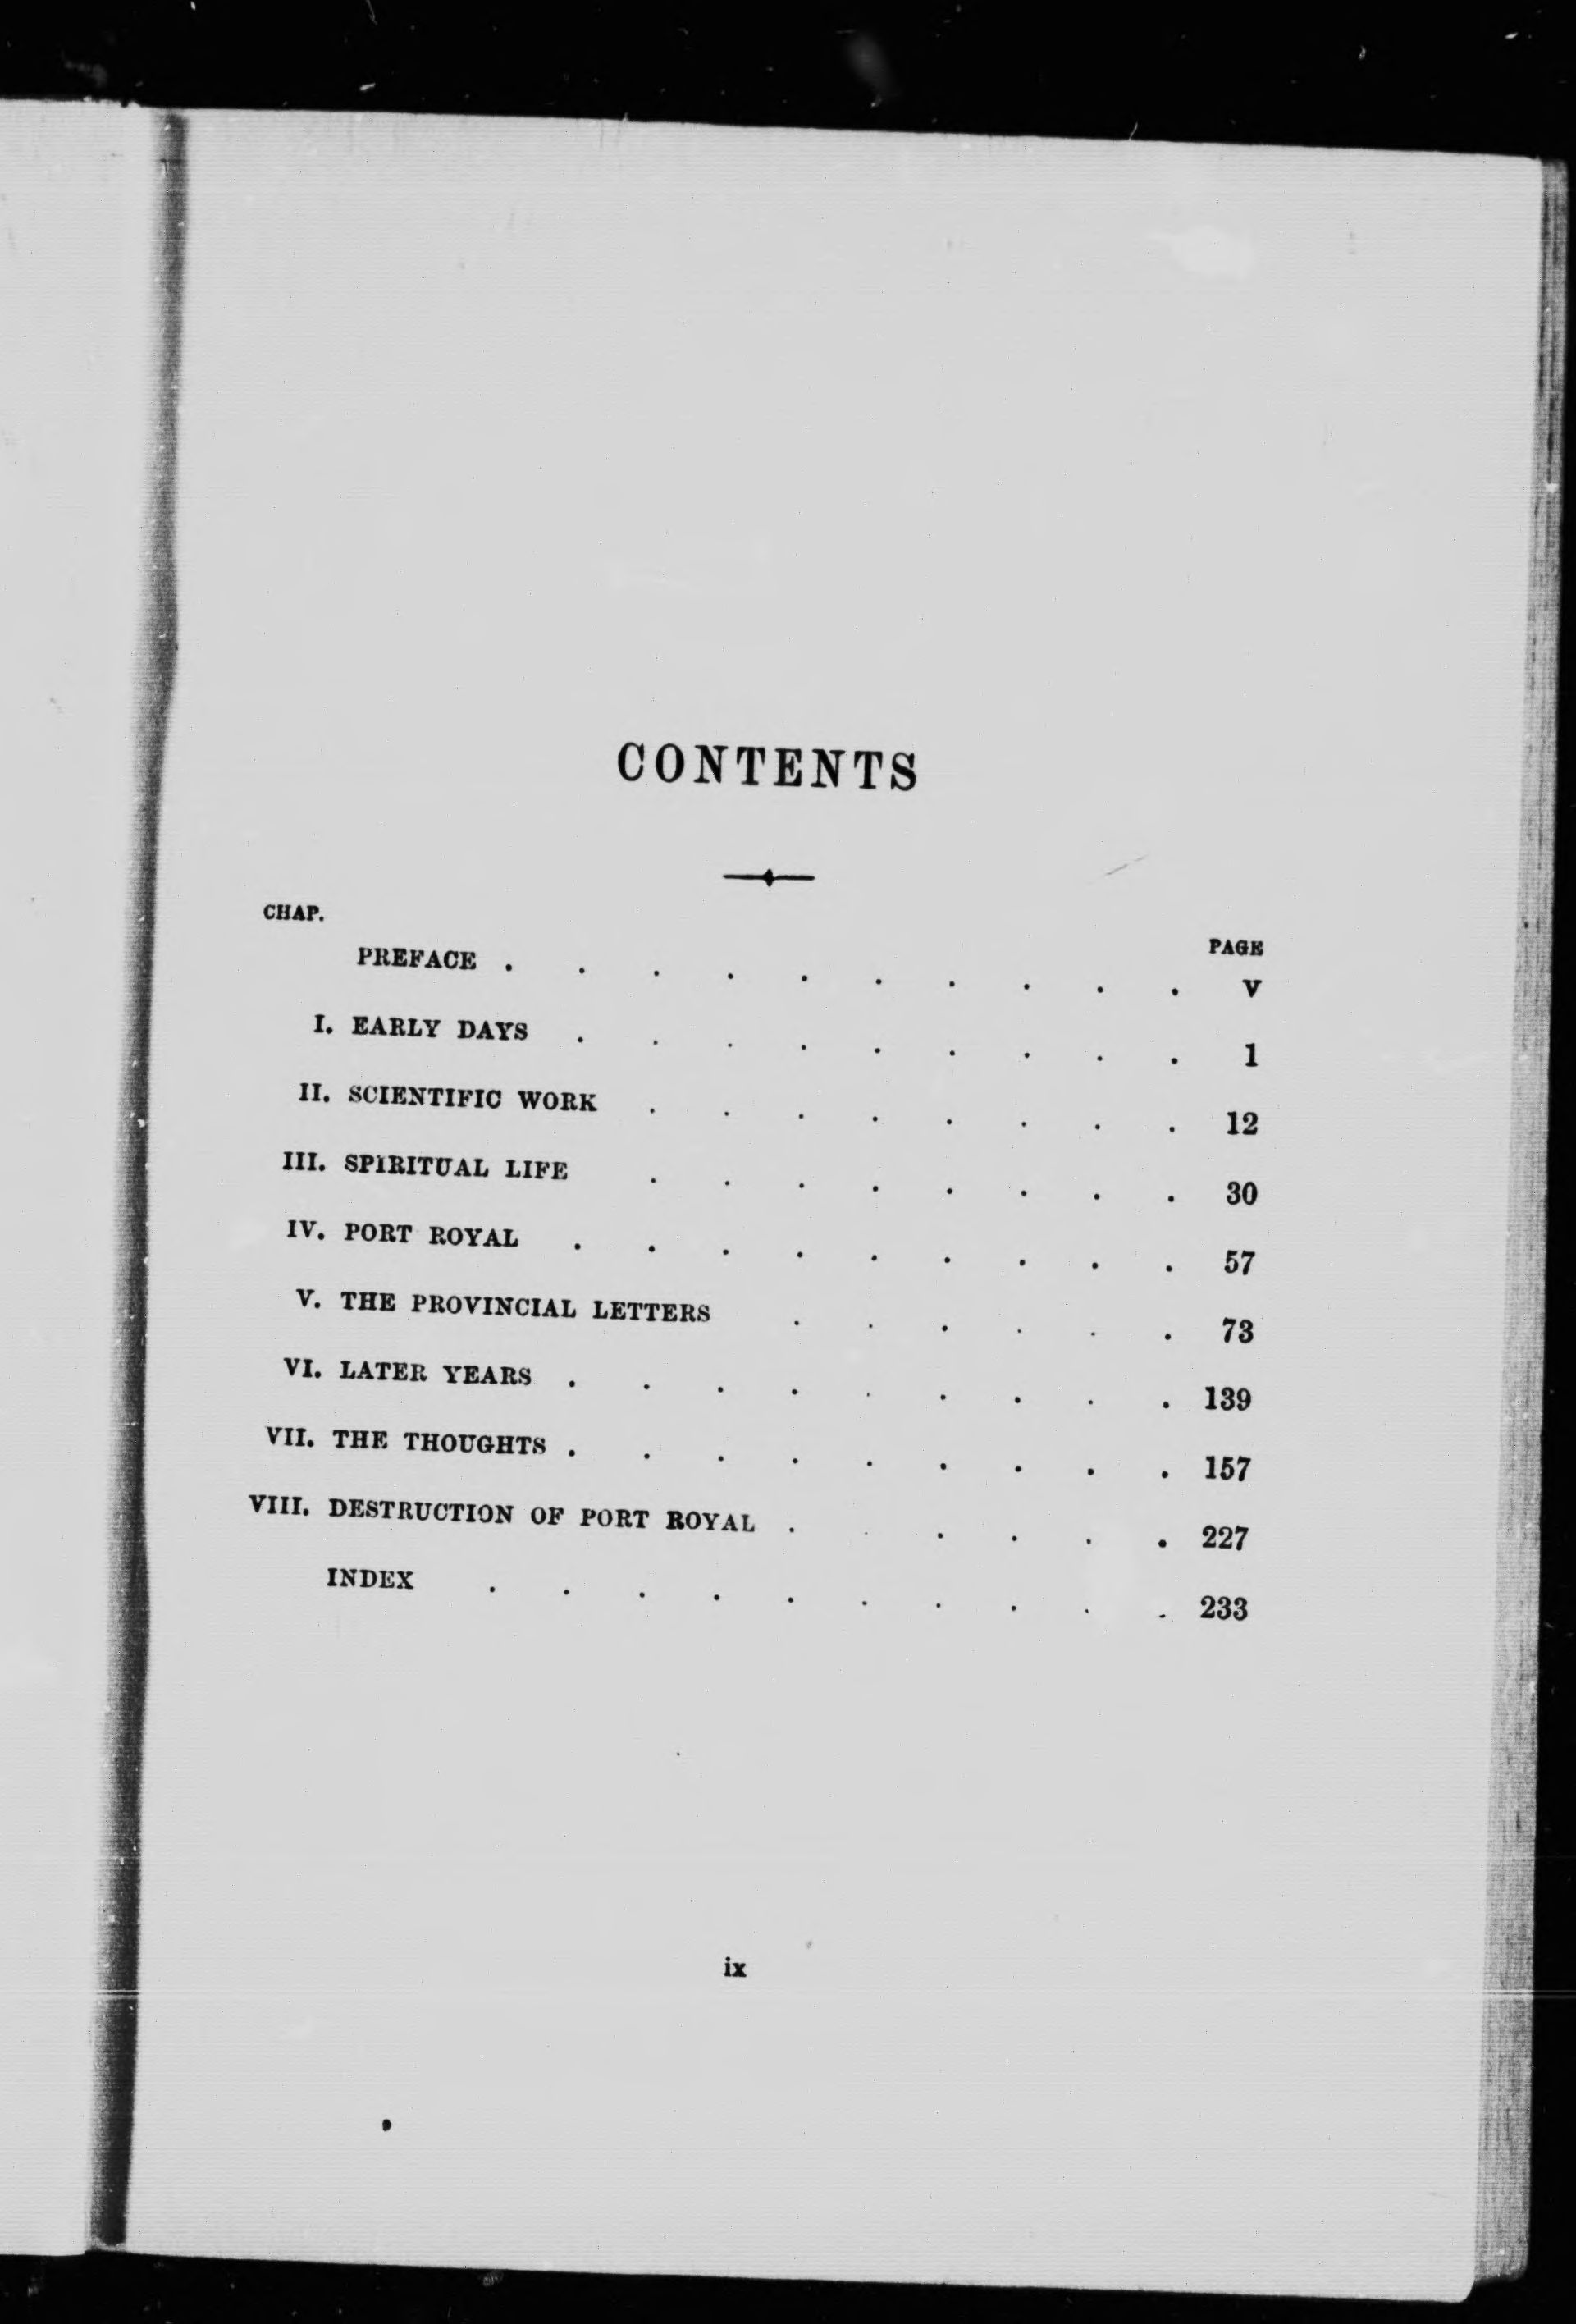 CONTENTS
CHAP.
PAGE
PREFACE . . . . . . . . . . V
I. EARLY DAYS . . . . . . . . . 1
II. SCIENTIFIC WORK . . . . . . . . 12
III. SPIRITUAL LIFE . . . . . . . . 30
IV. PORT ROYAL . . . . . . . . . 57
V. THE PROVINCIAL LETTERS . . . . . . 73
VI. LATER YEARS . . . . . . . . . 139
VII. THE THOUGHTS . . . . . . . . . 157
VIII. DESTRUCTION OF PORT ROYAL . . . . . . 227
INDEX . . . . . . . . . . 233
ix